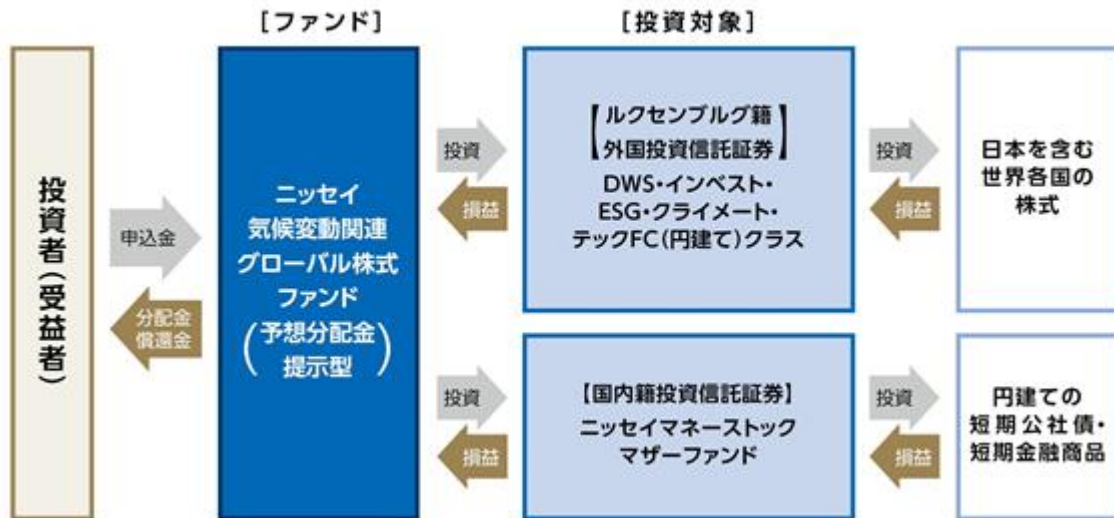 [ファンド]
[投資対象]
投資者(受益者)
申込金
分配金
償還金
ニッセイ
気候変動関連
グローバル株式
ファンド
(予想分配金
提示型)
投資
損益
【ルクセンブルグ籍
外国投資信託証券】
DWS・インベスト・
ESG・クライメート・
テックFC(円建て)クラス
投資
損益
日本を含む
世界各国の
株式
投資
損益
【国内籍投資信託証券】
ニッセイマネーストック
マザーファンド
投資
損益
円建ての
短期公社債・
短期金融商品